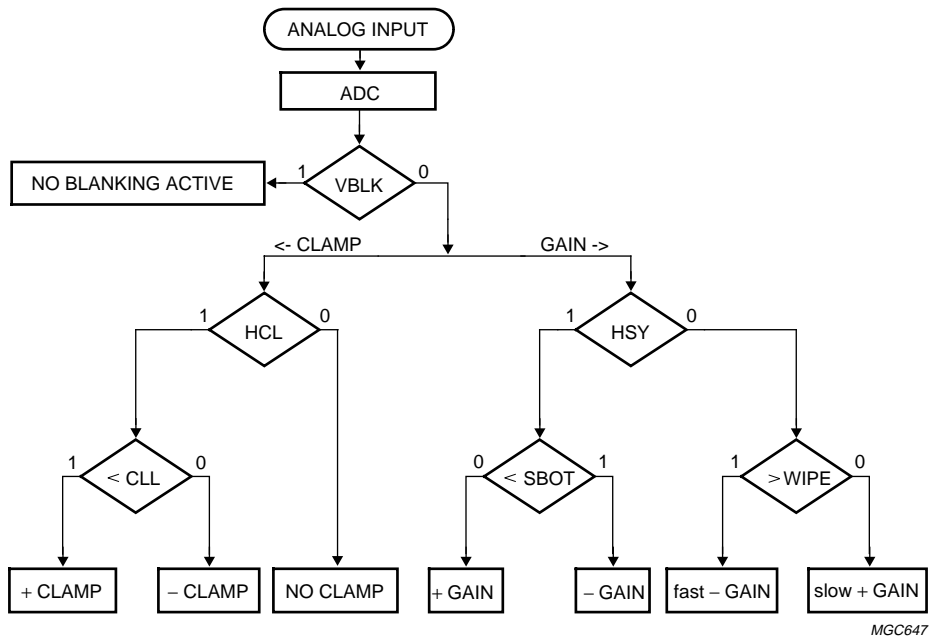 ANALOG INPUT
ADC
1 VBLK 0
NO BLANKING ACTIVE
<- CLAMP GAIN ->
1 HCL 0
1 HSY 0
1 < CLL 0
0 < SBOT 1
1 > WIPE 0
+ CLAMP
− CLAMP
NO CLAMP
+ GAIN
− GAIN
fast − GAIN
slow + GAIN
MGC647